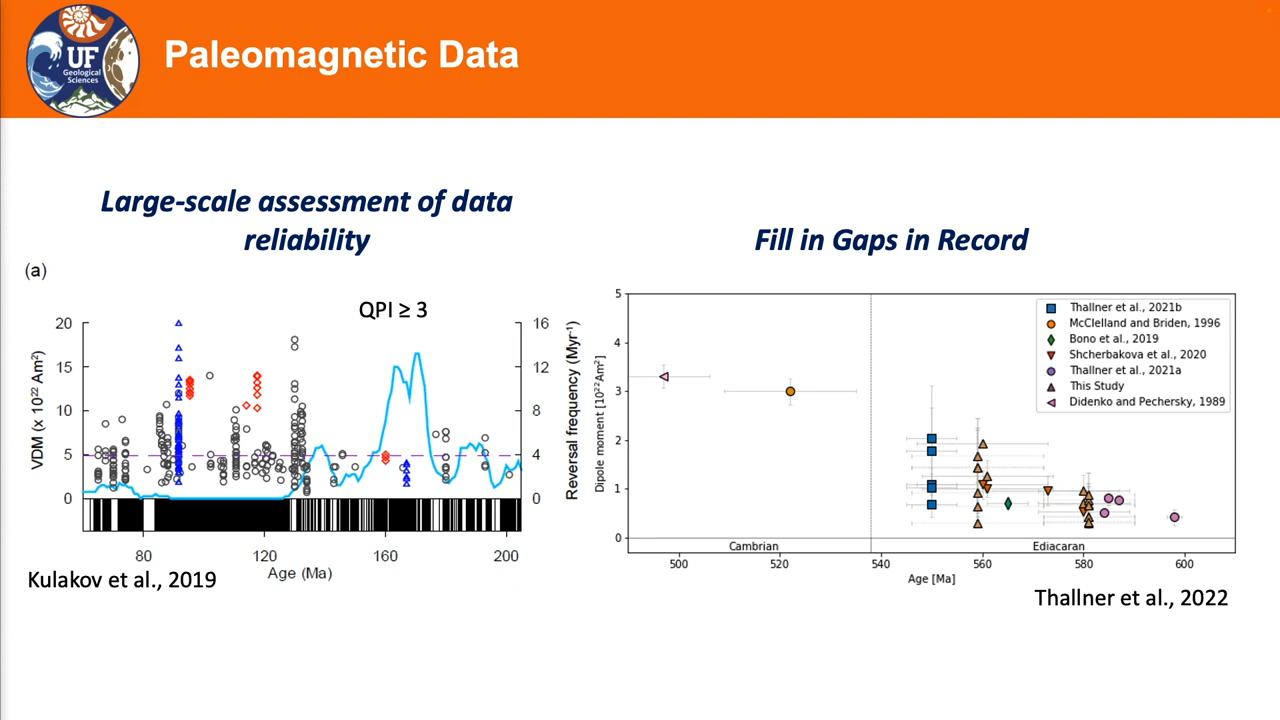 UF
Geological
Sciences
Paleomagnetic Data
Large-scale assessment of data
reliability
Fill in Gaps in Record
(a)
QPI ≥ 3
VDM (x 10²² Am²)
20
15
10
5
0
16
12
8
4
0
Reversal frequency (Myr⁻¹)
80
120
160
200
Age (Ma)
Kulakov et al., 2019
Dipole moment [10²²Am²]
5
4
3
2
1
0
Thallner et al., 2021b
McClelland and Briden, 1996
Bono et al., 2019
Shcherbakova et al., 2020
Thallner et al., 2021a
This Study
Didenko and Pechersky, 1989
Cambrian
Ediacaran
500
520
540
560
580
600
Age [Ma]
Thallner et al., 2022